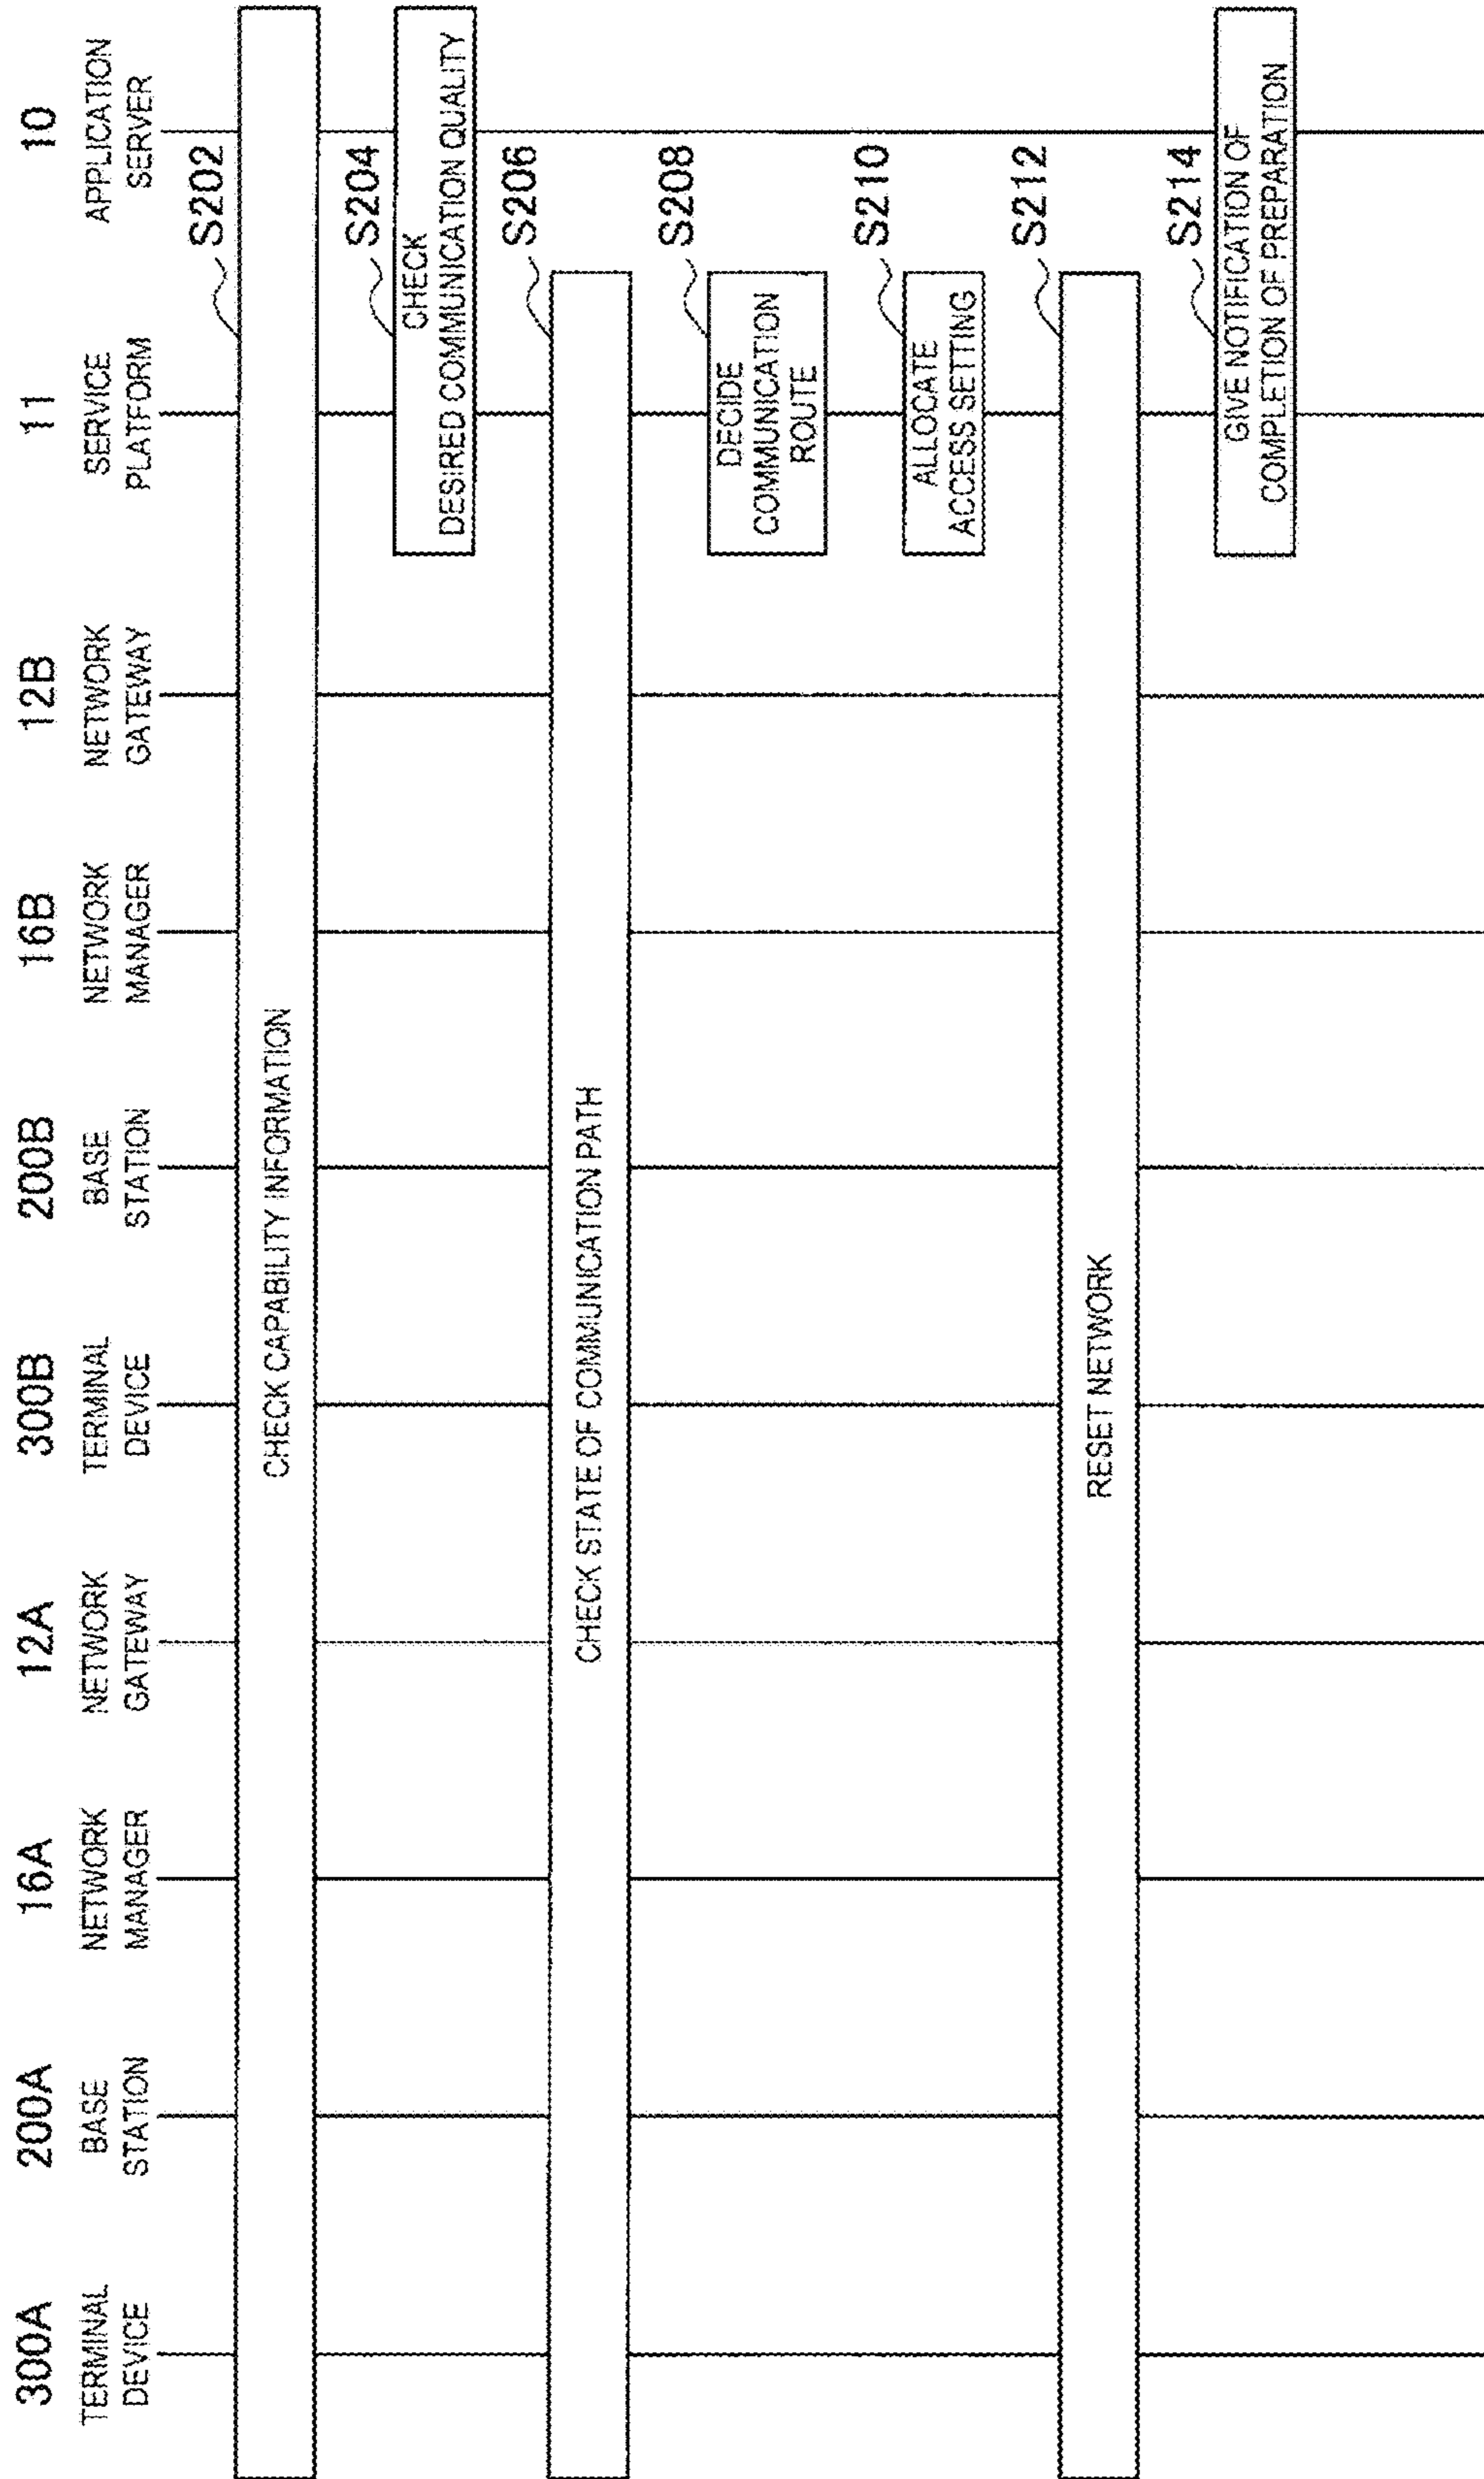 300A
TERMINAL
DEVICE
200A
BASE
STATION
16A
NETWORK
MANAGER
12A
NETWORK
GATEWAY
300B
TERMINAL
DEVICE
200B
BASE
STATION
16B
NETWORK
MANAGER
12B
NETWORK
GATEWAY
11
SERVICE
PLATFORM
10
APPLICATION
SERVER
S202
CHECK CAPABILITY INFORMATION
S204
CHECK
DESIRED COMMUNICATION QUALITY
S206
CHECK STATE OF COMMUNICATION PATH
S208
DECIDE
COMMUNICATION
ROUTE
S210
ALLOCATE
ACCESS SETTING
S212
RESET NETWORK
S214
GIVE NOTIFICATION OF
COMPLETION OF PREPARATION